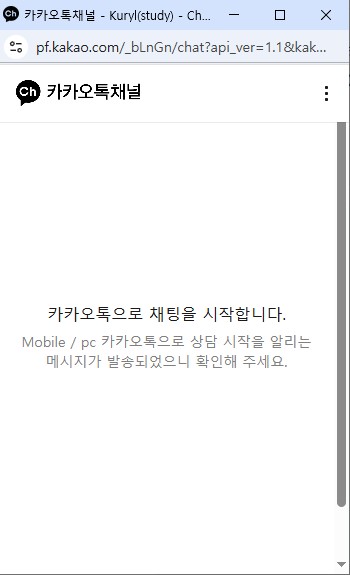 Ch 카카오톡채널 - Kuryl(study) - Ch...
pf.kakao.com/_bLnGn/chat?api_ver=1.1&kak...
Ch 카카오톡채널
카카오톡으로 채팅을 시작합니다.
Mobile / pc 카카오톡으로 상담 시작을 알리는
메시지가 발송되었으니 확인해 주세요.